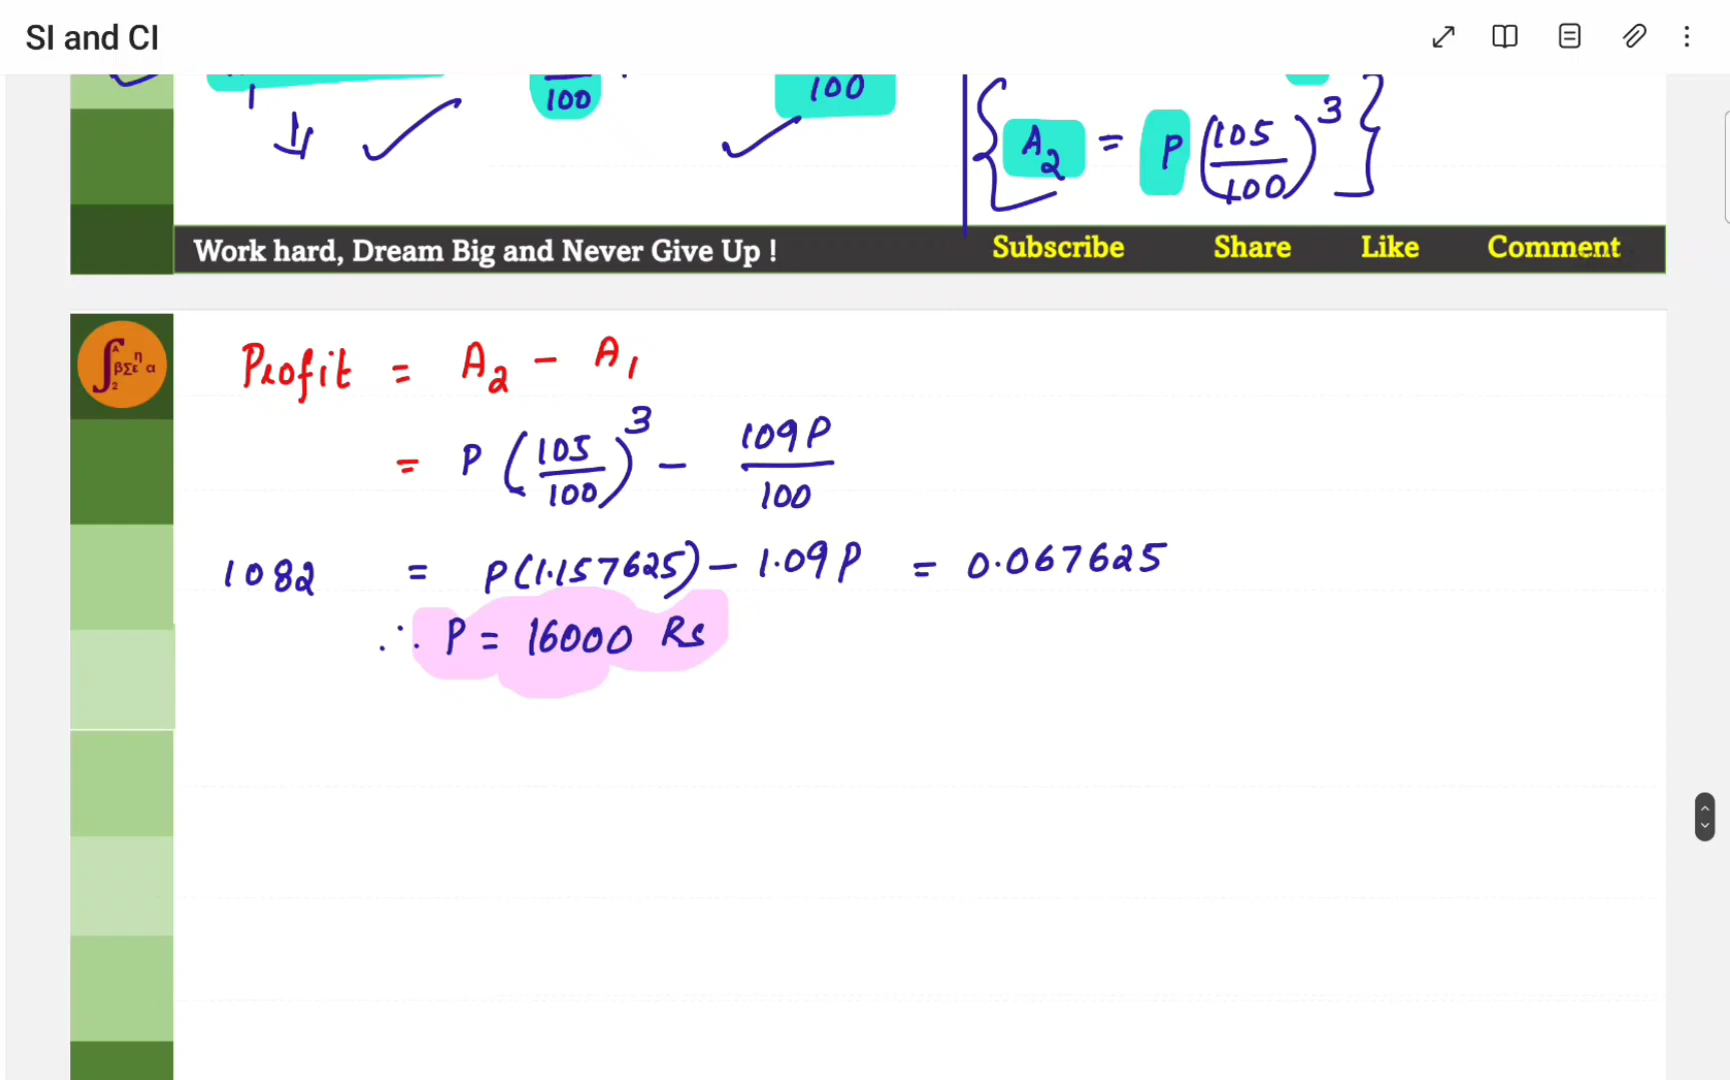 SI and CI
1 100 100
A₂ = P(105/100)³
Work hard, Dream Big and Never Give Up ! Subscribe Share Like Comment
Profit = A₂ - A₁
= P(105/100)³ - 109P/100
1082 = P(1.157625) - 1.09P = 0.067625
∴ P = 16000 Rs